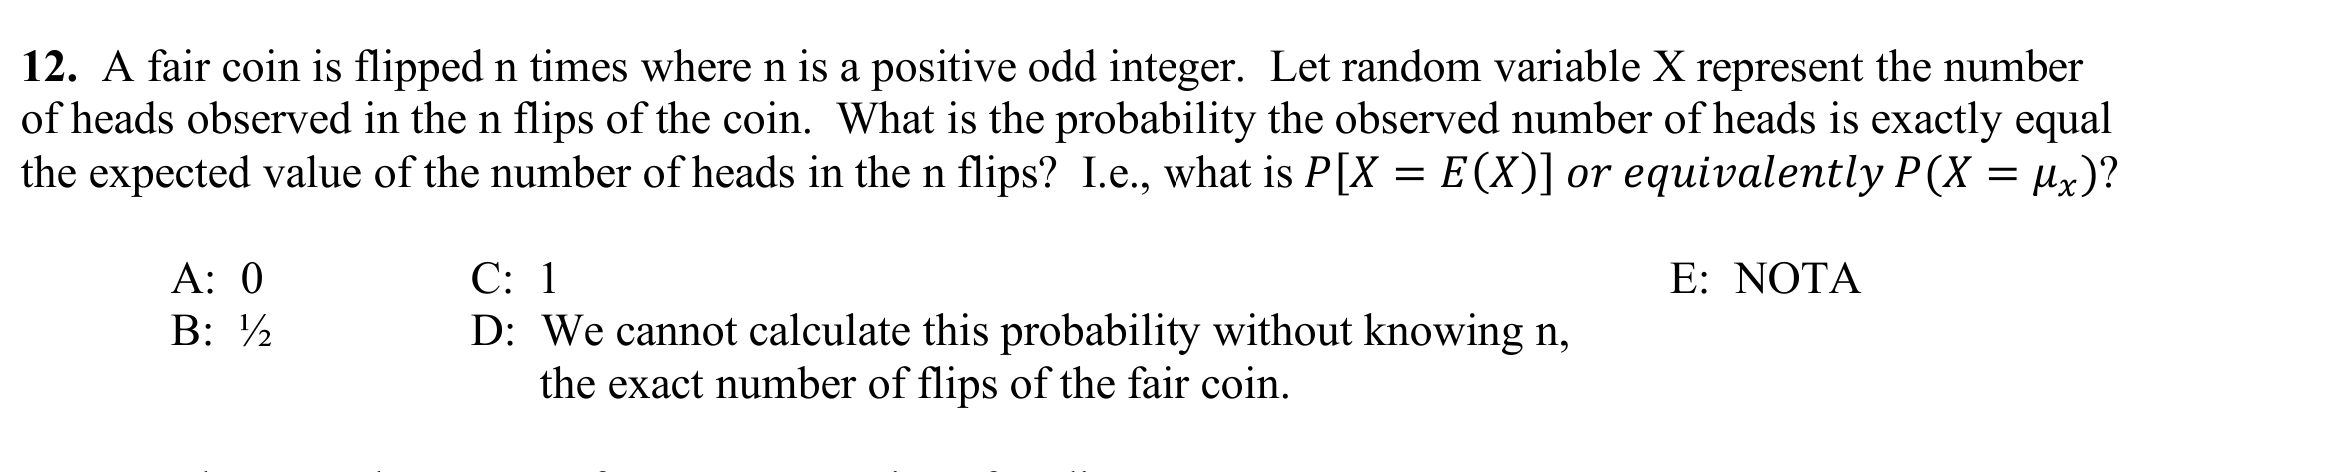 12. A fair coin is flipped n times where n is a positive odd integer. Let random variable X represent the number
of heads observed in the n flips of the coin. What is the probability the observed number of heads is exactly equal
the expected value of the number of heads in the n flips? I.e., what is P[X = E(X)] or equivalently P(X = μₓ)?
A: 0 C: 1 E: NOTA
B: ½ D: We cannot calculate this probability without knowing n,
the exact number of flips of the fair coin.